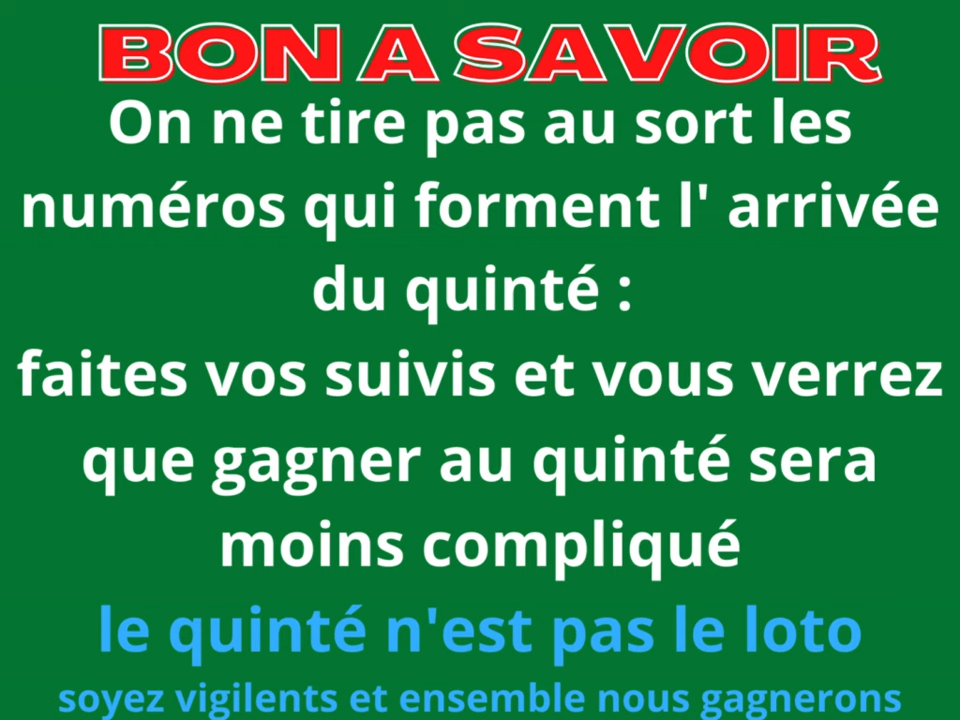 BON A SAVOIR
On ne tire pas au sort les
numéros qui forment l' arrivée
du quinté :
faites vos suivis et vous verrez
que gagner au quinté sera
moins compliqué
le quinté n'est pas le loto
soyez vigilents et ensemble nous gagnerons